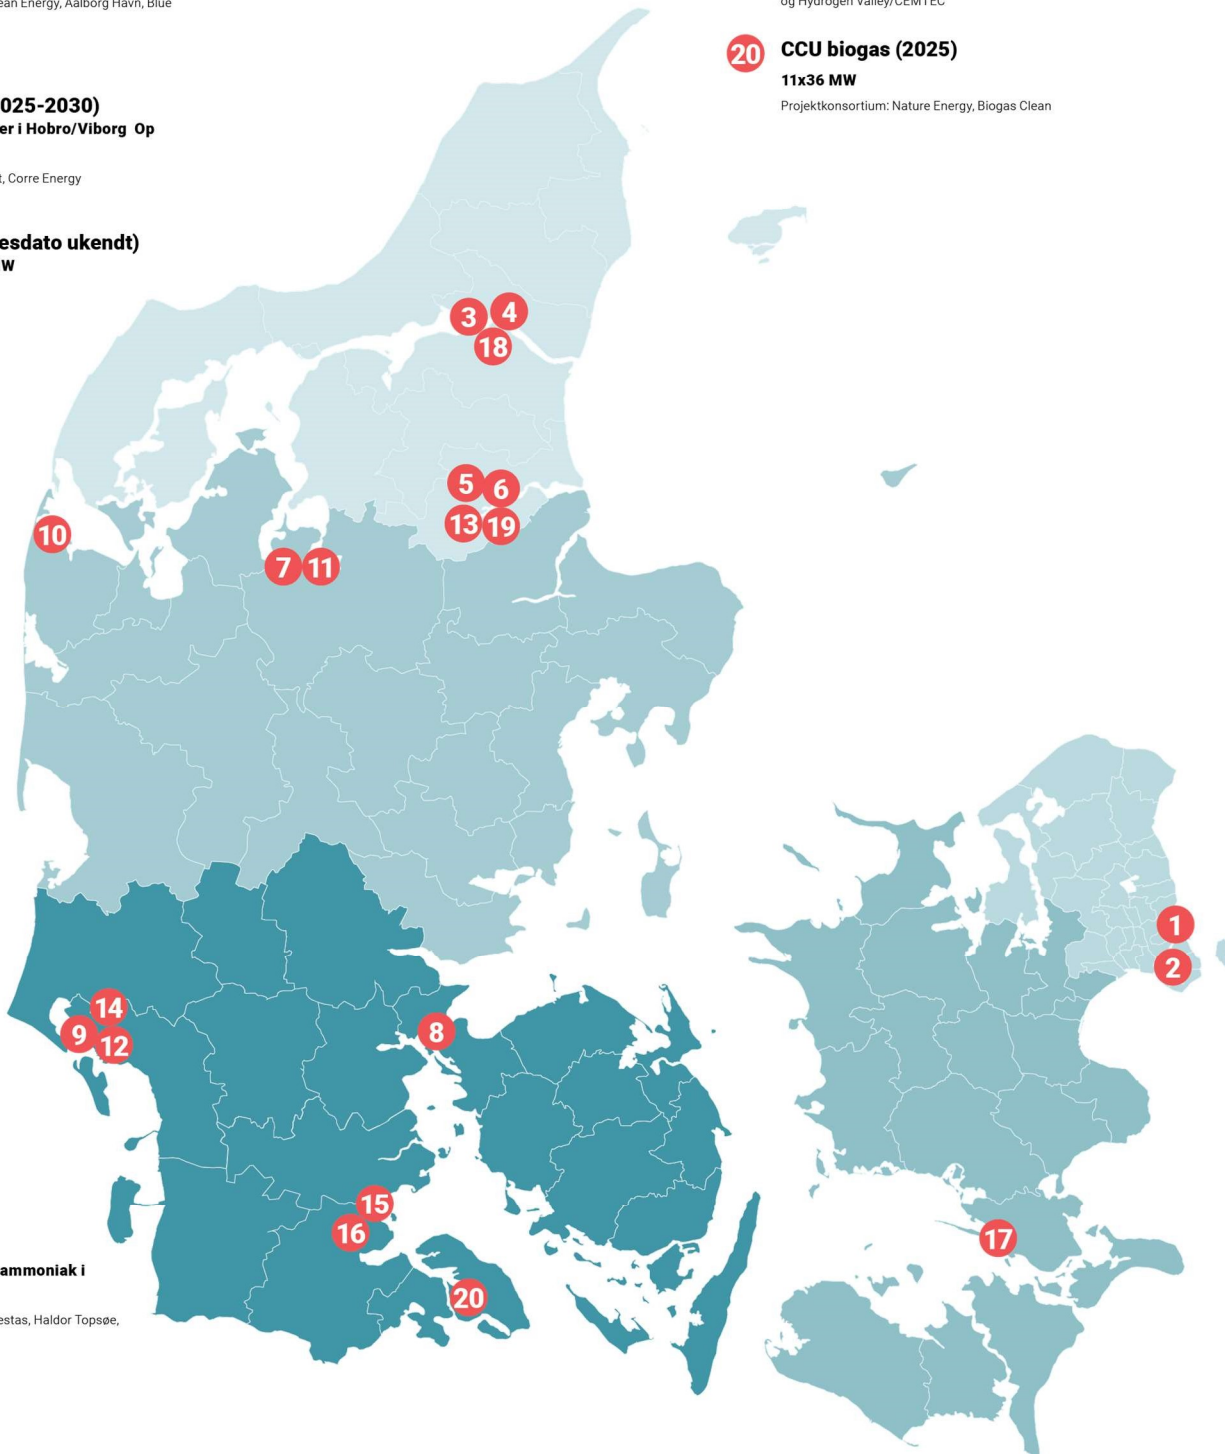 ean Energy, Aalborg Havn, Blue
og Hydrogen Valley/CEMTEC
20 CCU biogas (2025)
11x36 MW
Projektkonsortium: Nature Energy, Biogas Clean
025-2030)
er i Hobro/Viborg Op
t, Corre Energy
esdato ukendt)
W
3 4
18
5 6
13 19
10
7 11
1
2
14
9 12
8
15
16
17
20
ammoniak i
estas, Haldor Topsøe,